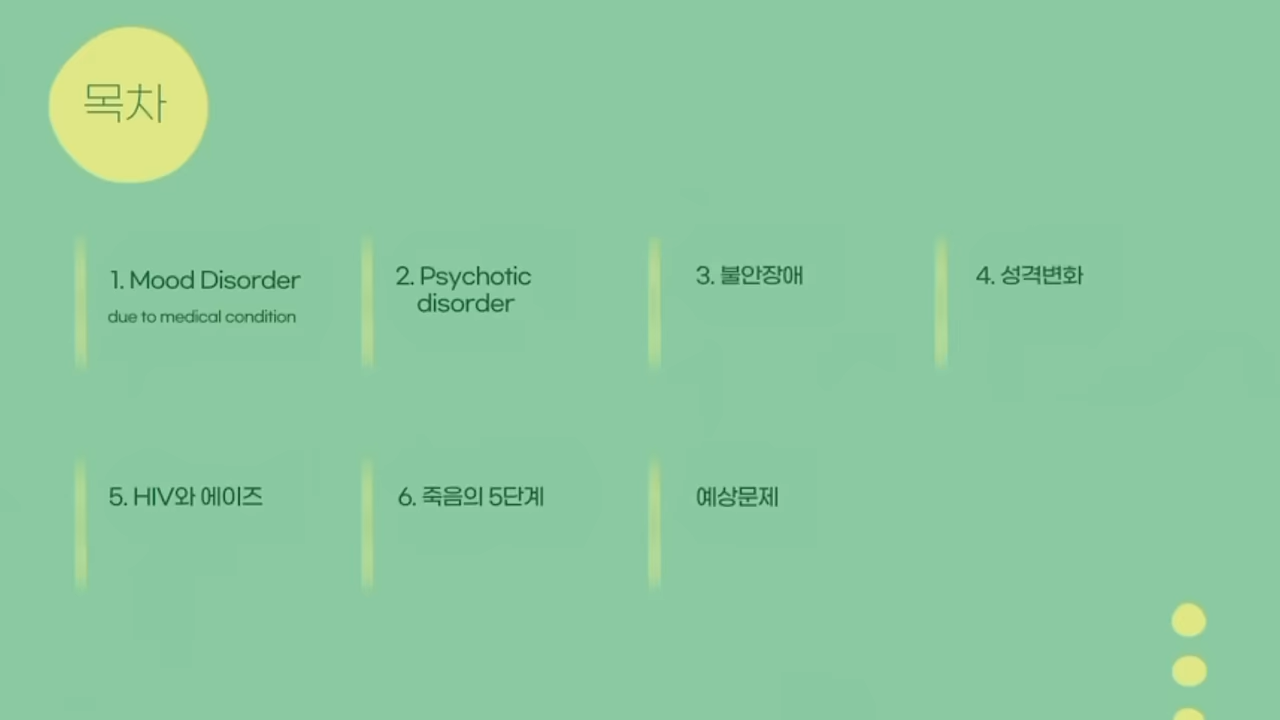 목차
1. Mood Disorder
due to medical condition
2. Psychotic
disorder
3. 불안장애
4. 성격변화
5. HIV와 에이즈
6. 죽음의 5단계
예상문제